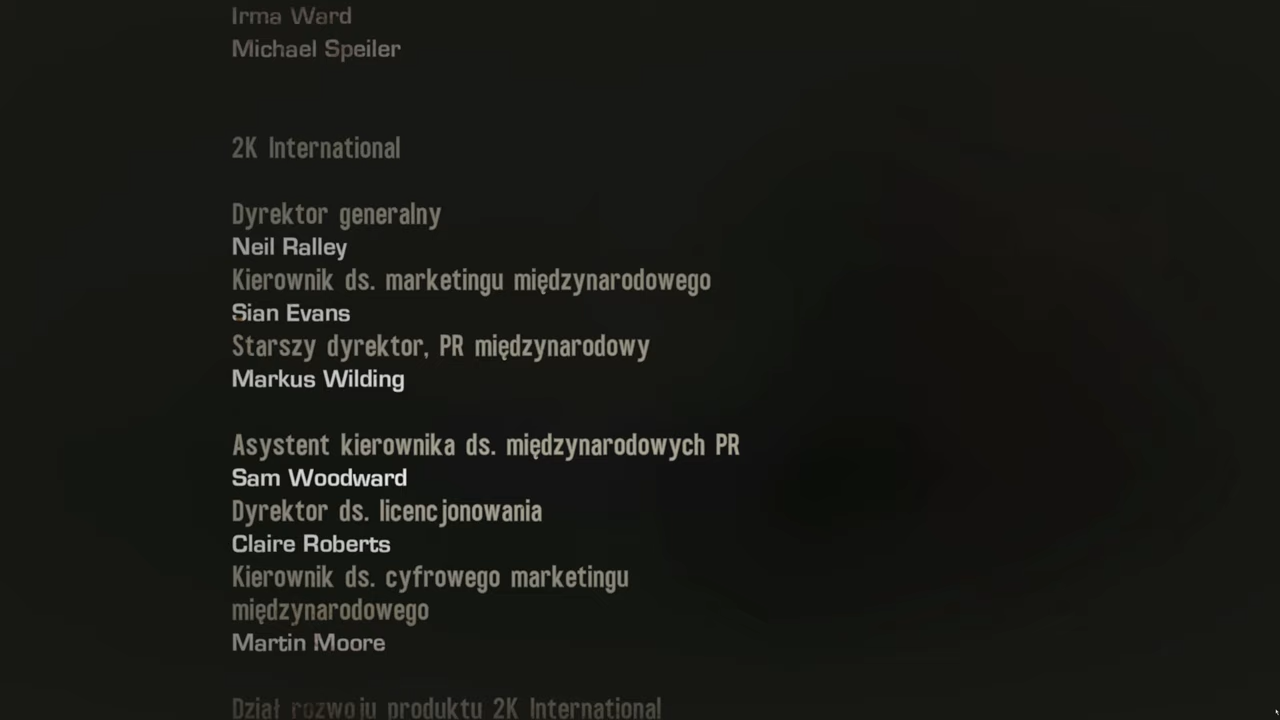 Irma Ward
Michael Speiler
2K International
Dyrektor generalny
Neil Ralley
Kierownik ds. marketingu międzynarodowego
Sian Evans
Starszy dyrektor, PR międzynarodowy
Markus Wilding
Asystent kierownika ds. międzynarodowych PR
Sam Woodward
Dyrektor ds. licencjonowania
Claire Roberts
Kierownik ds. cyfrowego marketingu
międzynarodowego
Martin Moore
Dział rozwoju produktu 2K International